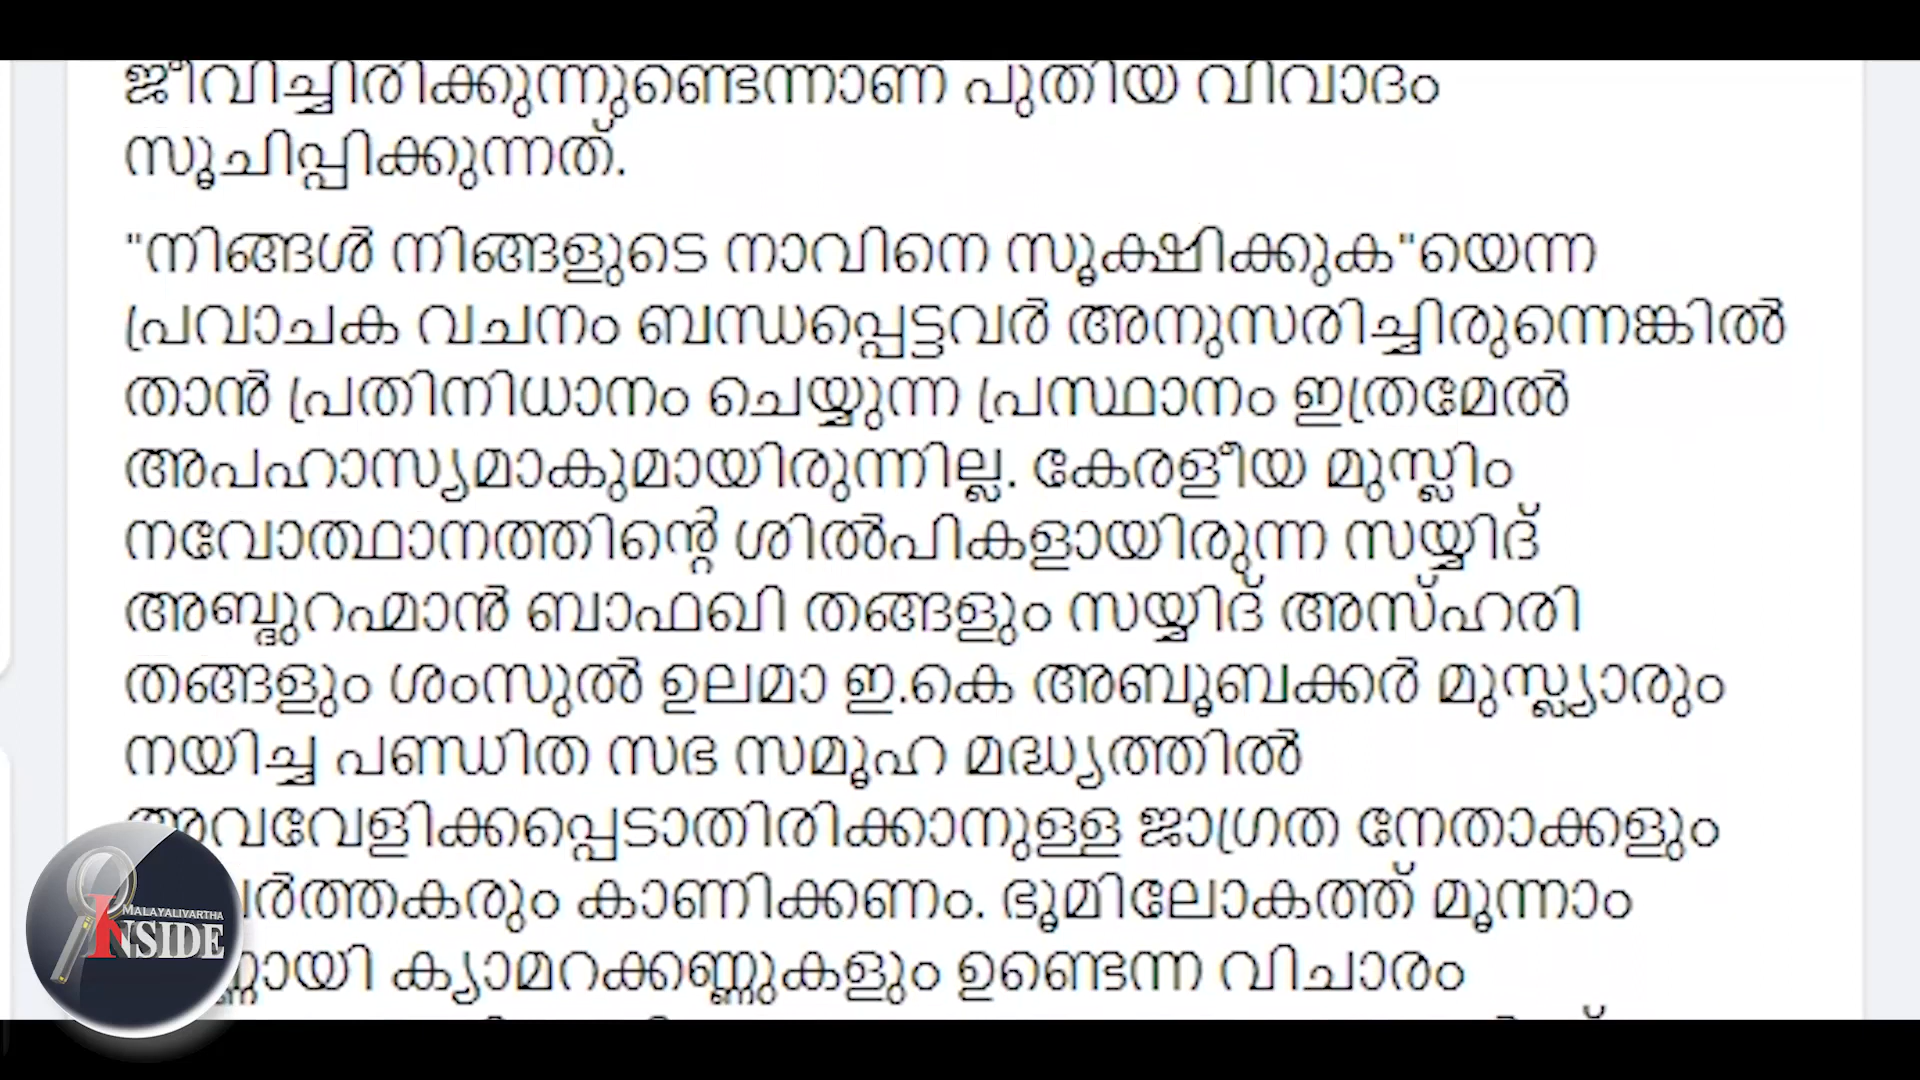 ജീവിച്ചിരിക്കുന്നുണ്ടെന്നാണ് പുതിയ വിവാദം
സൂചിപ്പിക്കുന്നത്.
"നിങ്ങൾ നിങ്ങളുടെ നാവിനെ സൂക്ഷിക്കുക"യെന്ന
പ്രവാചക വചനം ബന്ധപ്പെട്ടവർ അനുസരിച്ചിരുന്നെങ്കിൽ
താൻ പ്രതിനിധാനം ചെയ്യുന്ന പ്രസ്ഥാനം ഇത്രമേൽ
അപഹാസ്യമാകുമായിരുന്നില്ല. കേരളീയ മുസ്ലിം
നവോത്ഥാനത്തിന്റെ ശിൽപികളായിരുന്ന സയ്യിദ്
അബ്ദുറഹ്മാൻ ബാഫഖി തങ്ങളും സയ്യിദ് അസ്ഹരി
തങ്ങളും ശംസുൽ ഉലമാ ഇ.കെ അബൂബക്കർ മുസ്ല്യാരും
നയിച്ച പണ്ഡിത സഭ സമൂഹ മദ്ധ്യത്തിൽ
അവവേളിക്കപ്പെടാതിരിക്കാനുള്ള ജാഗ്രത നേതാക്കളും
കാണിക്കണം. ഭൂമിലോകത്ത് മൂന്നാം
ക്യാമറക്കണ്ണുകളും ഉണ്ടെന്ന വിചാരം
MALAYALIVARTHA
INSIDE